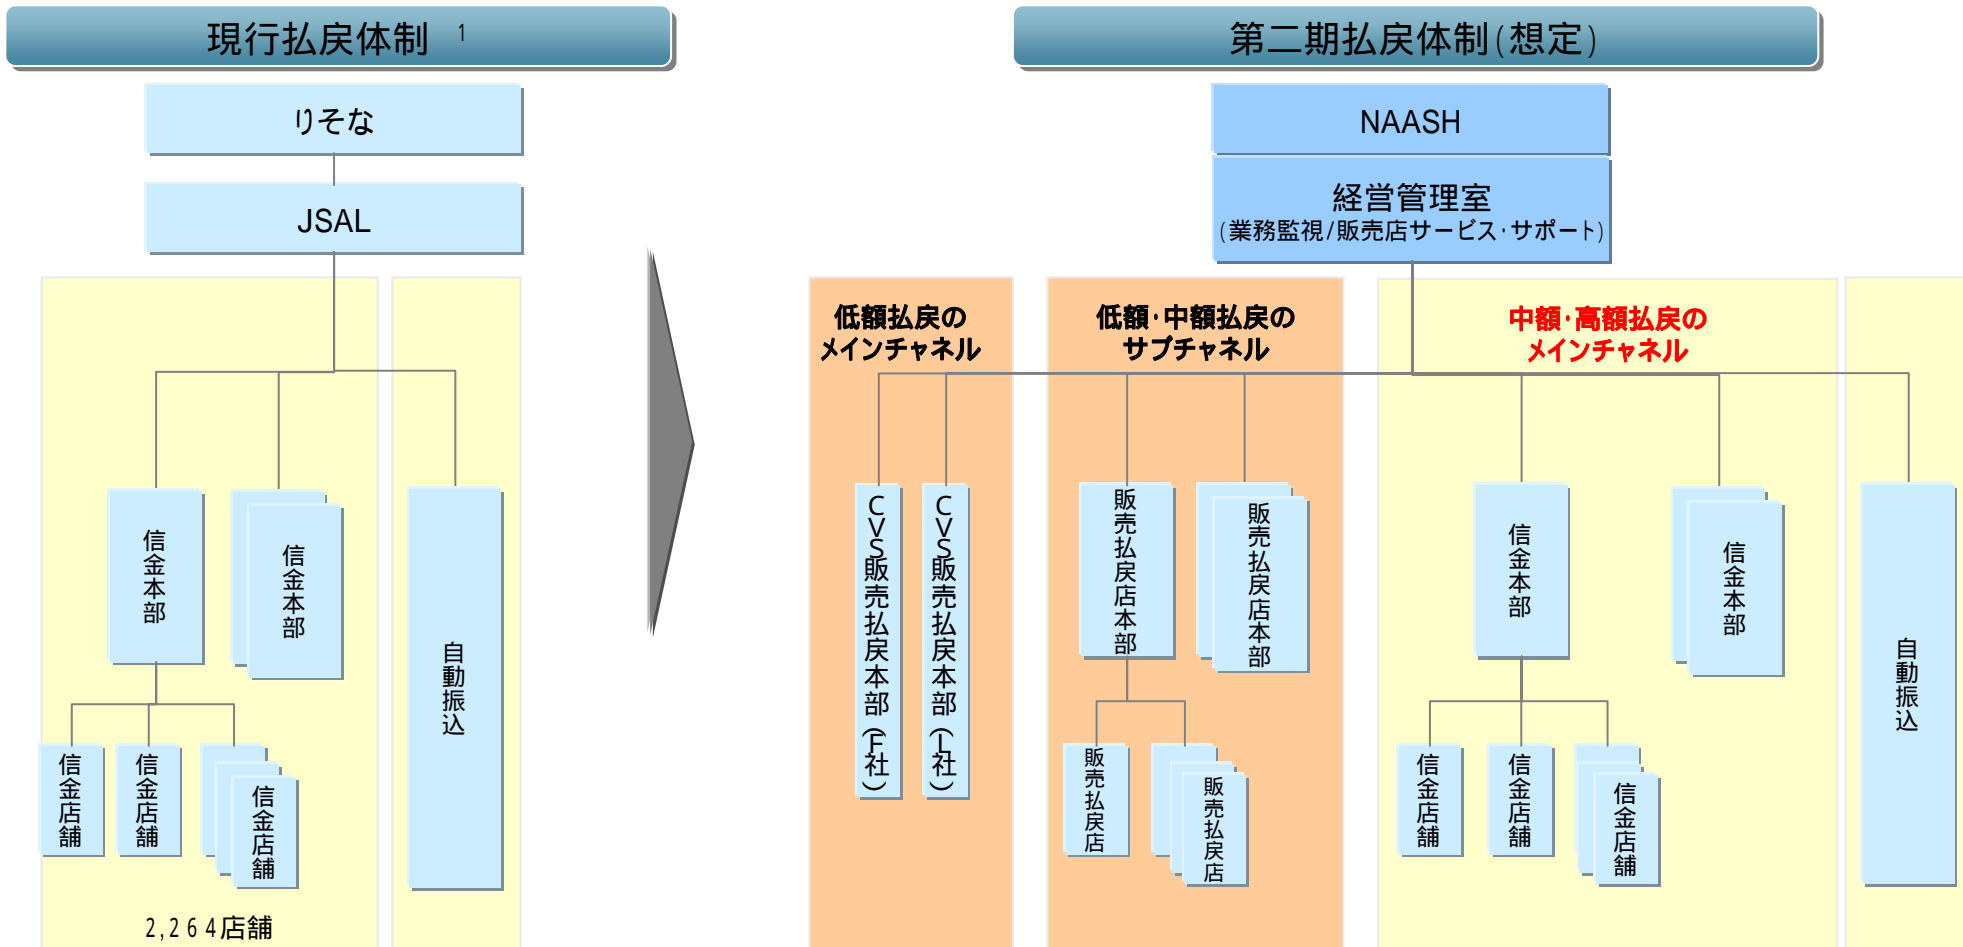 現行払戻体制 1
りそな
JSAL
信金本部
信金本部
自動振込
信金店舗
信金店舗
信金店舗
2,264店舗
第二期払戻体制(想定)
NAASH
経営管理室
(業務監視/販売店サービス・サポート)
低額払戻の
メインチャネル
低額・中額払戻の
サブチャネル
中額・高額払戻の
メインチャネル
CVS販売払戻本部(F社)
CVS販売払戻本部(L社)
販売払戻店本部
販売払戻店本部
信金本部
信金本部
自動振込
販売払戻店
販売払戻店
信金店舗
信金店舗
信金店舗